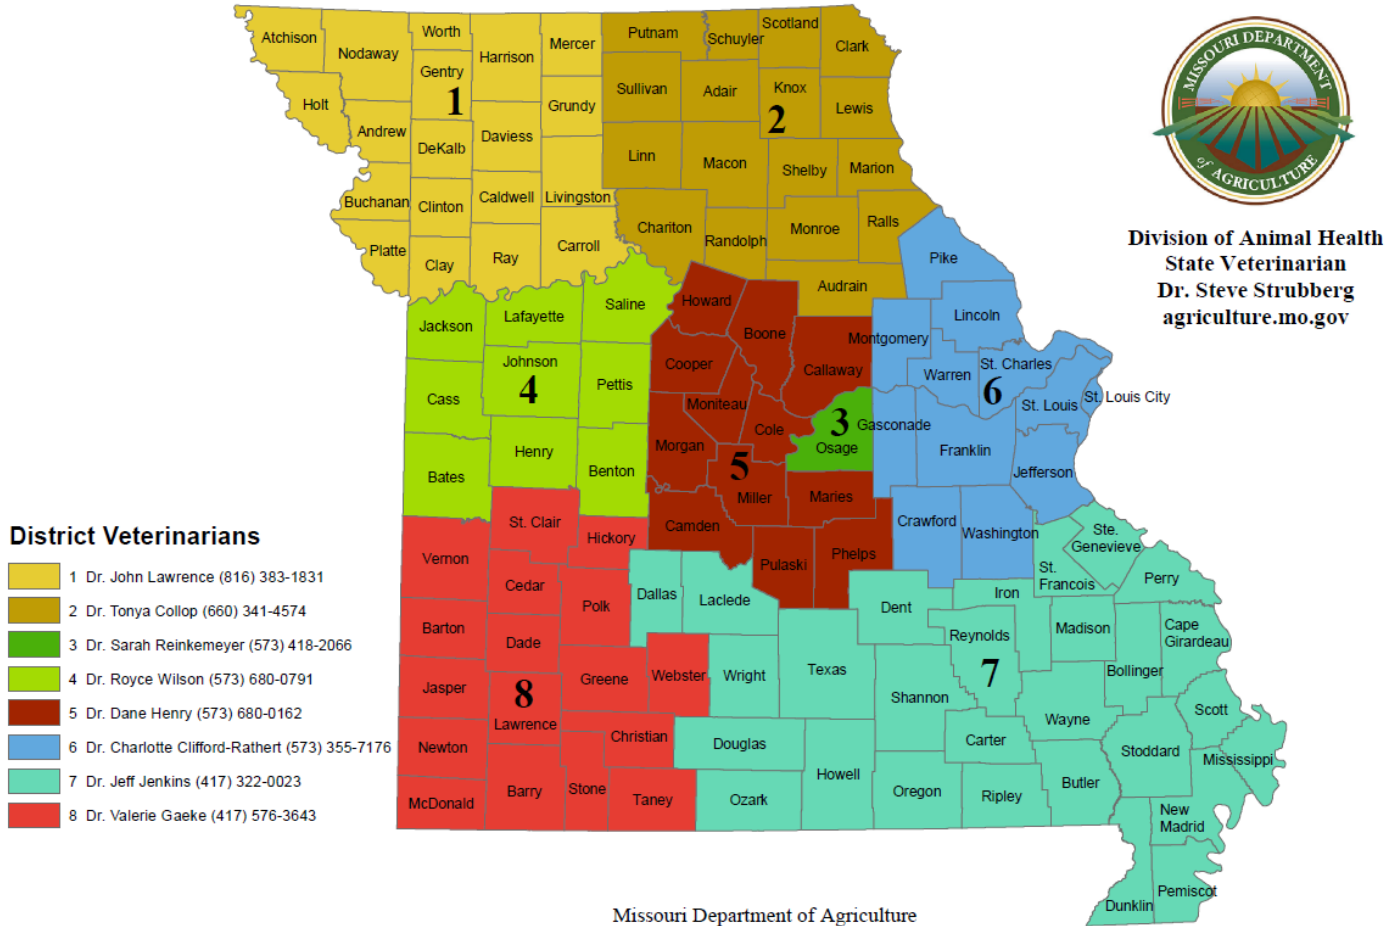 Atchison
Nodaway
Worth
Harrison
Mercer
Putnam
Schuyler
Scotland
Clark
Gentry
1
Holt
Grundy
Sullivan
Adair
Knox
2
Lewis
Andrew
DeKalb
Daviess
Linn
Macon
Shelby
Marion
Buchanan
Clinton
Caldwell
Livingston
Chariton
Randolph
Monroe
Ralls
Platte
Clay
Ray
Carroll
Audrain
Pike
Jackson
Lafayette
Saline
Howard
Boone
Callaway
Montgomery
Lincoln
Cooper
Johnson
4
Pettis
Cass
Moniteau
Cole
3
Osage
Gasconade
Warren
St. Charles
6
St. Louis
St. Louis City
Franklin
Jefferson
Morgan
Henry
Benton
Bates
5
Miller
Maries
Camden
Pulaski
Phelps
Crawford
Washington
St. Clair
Hickory
Vernon
Cedar
Polk
Dallas
Laclede
Dent
Iron
St.
Francois
Ste.
Genevieve
Perry
Barton
Dade
Jasper
8
Lawrence
Greene
Webster
Wright
Texas
Shannon
Reynolds
7
Madison
Bollinger
Cape
Girardeau
Wayne
Scott
Newton
Christian
Douglas
Howell
Carter
Stoddard
Mississippi
McDonald
Barry
Stone
Taney
Ozark
Oregon
Ripley
Butler
New
Madrid
Dunklin
Pemiscot
MISSOURI DEPARTMENT
of AGRICULTURE
Division of Animal Health
State Veterinarian
Dr. Steve Strubberg
agriculture.mo.gov
District Veterinarians
1 Dr. John Lawrence (816) 383-1831
2 Dr. Tonya Collop (660) 341-4574
3 Dr. Sarah Reinkemeyer (573) 418-2066
4 Dr. Royce Wilson (573) 680-0791
5 Dr. Dane Henry (573) 680-0162
6 Dr. Charlotte Clifford-Rathert (573) 355-7176
7 Dr. Jeff Jenkins (417) 322-0023
8 Dr. Valerie Gaeke (417) 576-3643
Missouri Department of Agriculture